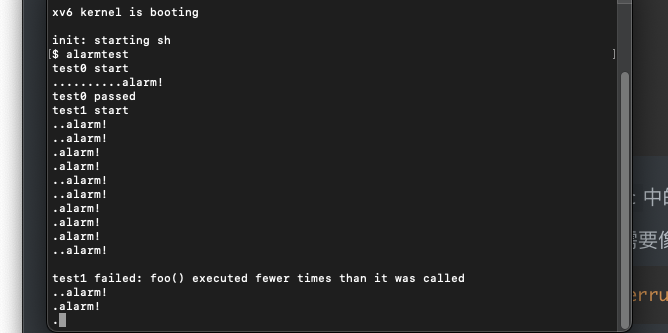 xv6 kernel is booting

init: starting sh
[$ alarmtest ]
test0 start
..........alarm!
test0 passed
test1 start
..alarm!
..alarm!
.alarm!
.alarm!
..alarm!
..alarm!
.alarm!
.alarm!
.alarm!
..alarm!

test1 failed: foo() executed fewer times than it was called
..alarm!
.alarm!
.
: 中的
需要像
erru